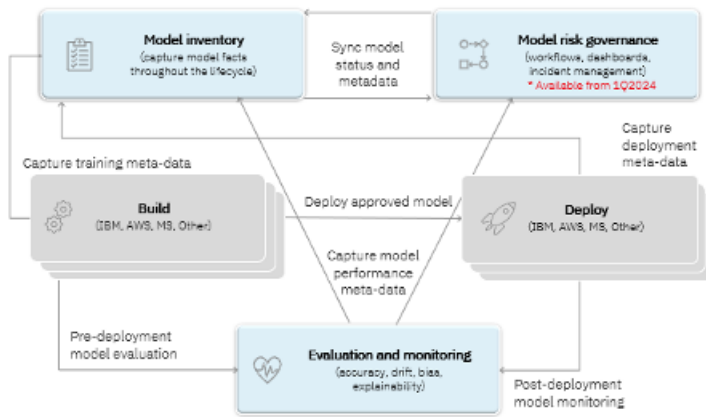 Model inventory
(capture model facts
throughout the lifecycle)
Sync model
status and
metadata
Model risk governance
(workflows, dashboards,
incident management)
* Available from 1Q2024
Capture
deployment
meta-data
Capture training meta-data
Build
(IBM, AWS, MS, Other)
Deploy approved model
Deploy
(IBM, AWS, MS, Other)
Capture model
performance
meta-data
Pre-deployment
model evaluation
Evaluation and monitoring
(accuracy, drift, bias,
explainability)
Post-deployment
model monitoring